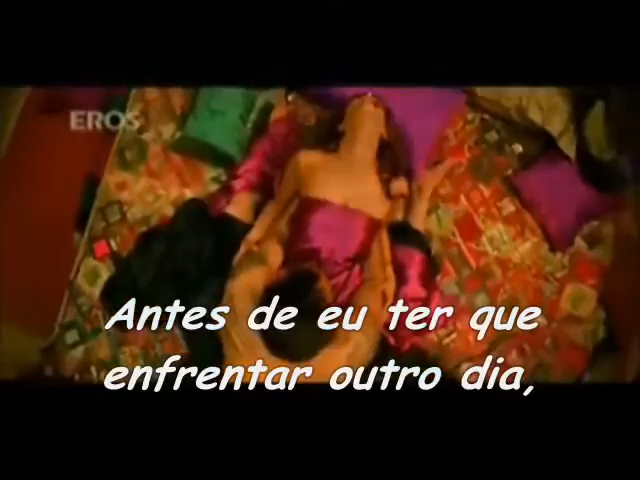 EROS
Antes de eu ter que
enfrentar outro dia,